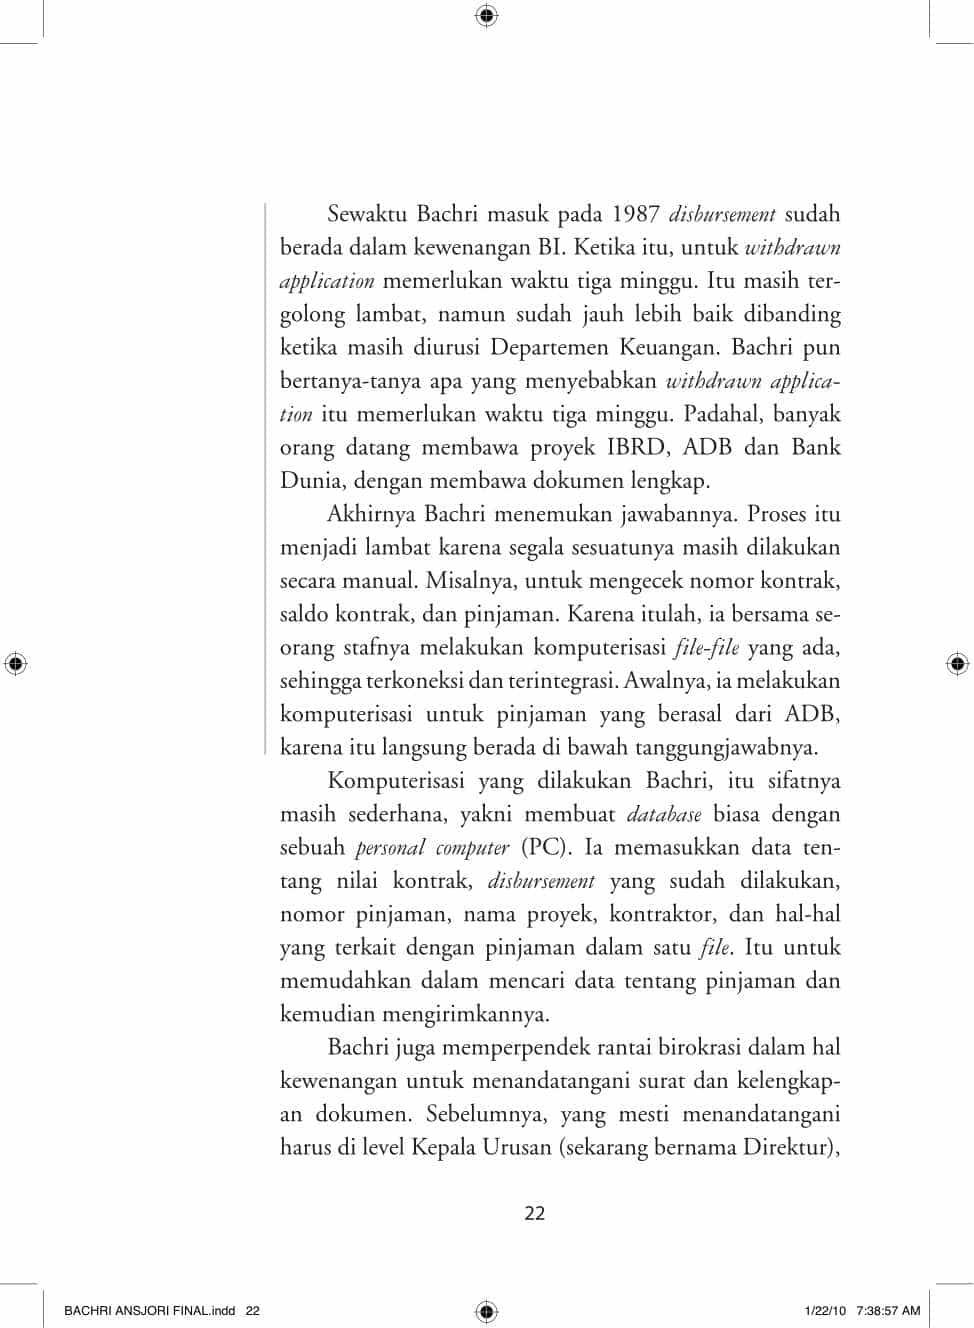 Sewaktu Bachri masuk pada 1987 disbursement sudah
berada dalam kewenangan BI. Ketika itu, untuk withdrawn
application memerlukan waktu tiga minggu. Itu masih ter-
golong lambat, namun sudah jauh lebih baik dibanding
ketika masih diurusi Departemen Keuangan. Bachri pun
bertanya-tanya apa yang menyebabkan withdrawn applica-
tion itu memerlukan waktu tiga minggu. Padahal, banyak
orang datang membawa proyek IBRD, ADB dan Bank
Dunia, dengan membawa dokumen lengkap.
Akhirnya Bachri menemukan jawabannya. Proses itu
menjadi lambat karena segala sesuatunya masih dilakukan
secara manual. Misalnya, untuk mengecek nomor kontrak,
saldo kontrak, dan pinjaman. Karena itulah, ia bersama se-
orang stafnya melakukan komputerisasi file-file yang ada,
sehingga terkoneksi dan terintegrasi. Awalnya, ia melakukan
komputerisasi untuk pinjaman yang berasal dari ADB,
karena itu langsung berada di bawah tanggungjawabnya.
Komputerisasi yang dilakukan Bachri, itu sifatnya
masih sederhana, yakni membuat database biasa dengan
sebuah personal computer (PC). Ia memasukkan data ten-
tang nilai kontrak, disbursement yang sudah dilakukan,
nomor pinjaman, nama proyek, kontraktor, dan hal-hal
yang terkait dengan pinjaman dalam satu file. Itu untuk
memudahkan dalam mencari data tentang pinjaman dan
kemudian mengirimkannya.
Bachri juga memperpendek rantai birokrasi dalam hal
kewenangan untuk menandatangani surat dan kelengkap-
an dokumen. Sebelumnya, yang mesti menandatangani
harus di level Kepala Urusan (sekarang bernama Direktur),
22
BACHRI ANSJORI FINAL.indd 22
1/22/10 7:38:57 AM